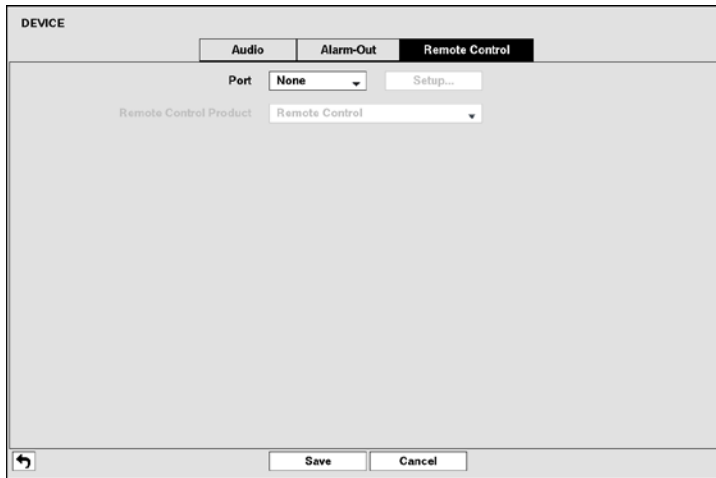 DEVICE
Audio Alarm-Out Remote Control
Port None Setup...
Remote Control Product Remote Control
Save Cancel